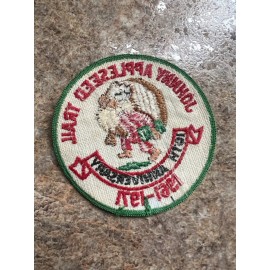 JOHNNY APPLESEED TRAIL
10TH ANNIVERSARY
1961-1971